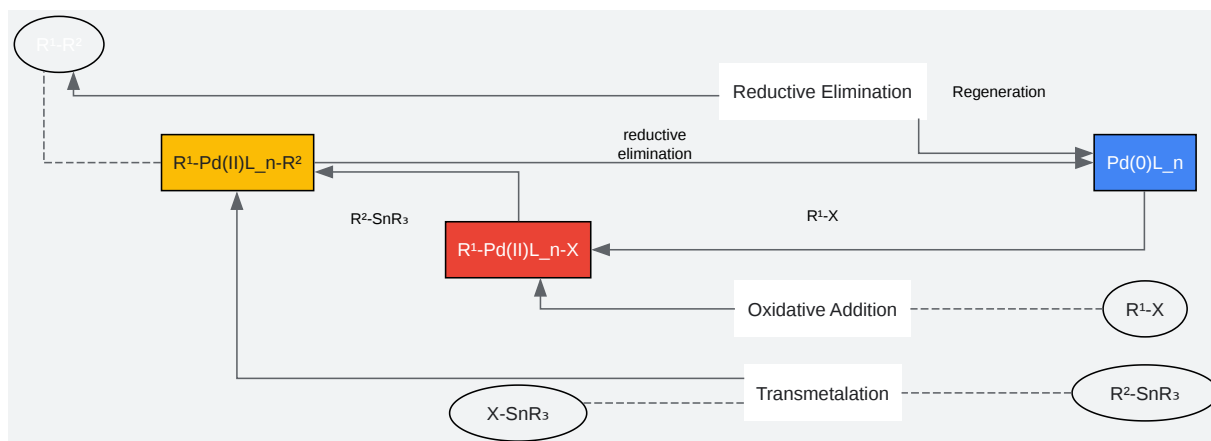 R¹-R²
Reductive Elimination
Regeneration
reductive
elimination
R¹-Pd(II)L_n-R²
Pd(0)L_n
R²-SnR₃
R¹-X
R¹-Pd(II)L_n-X
Oxidative Addition
R¹-X
Transmetalation
R²-SnR₃
X-SnR₃